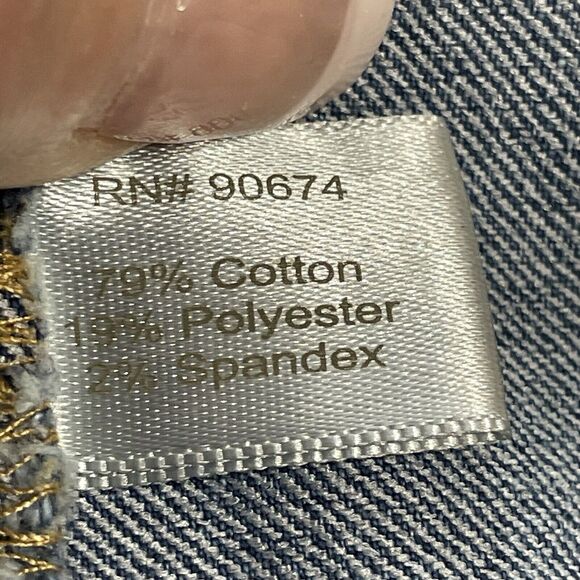 RN# 90674
79% Cotton
19% Polyester
2% Spandex